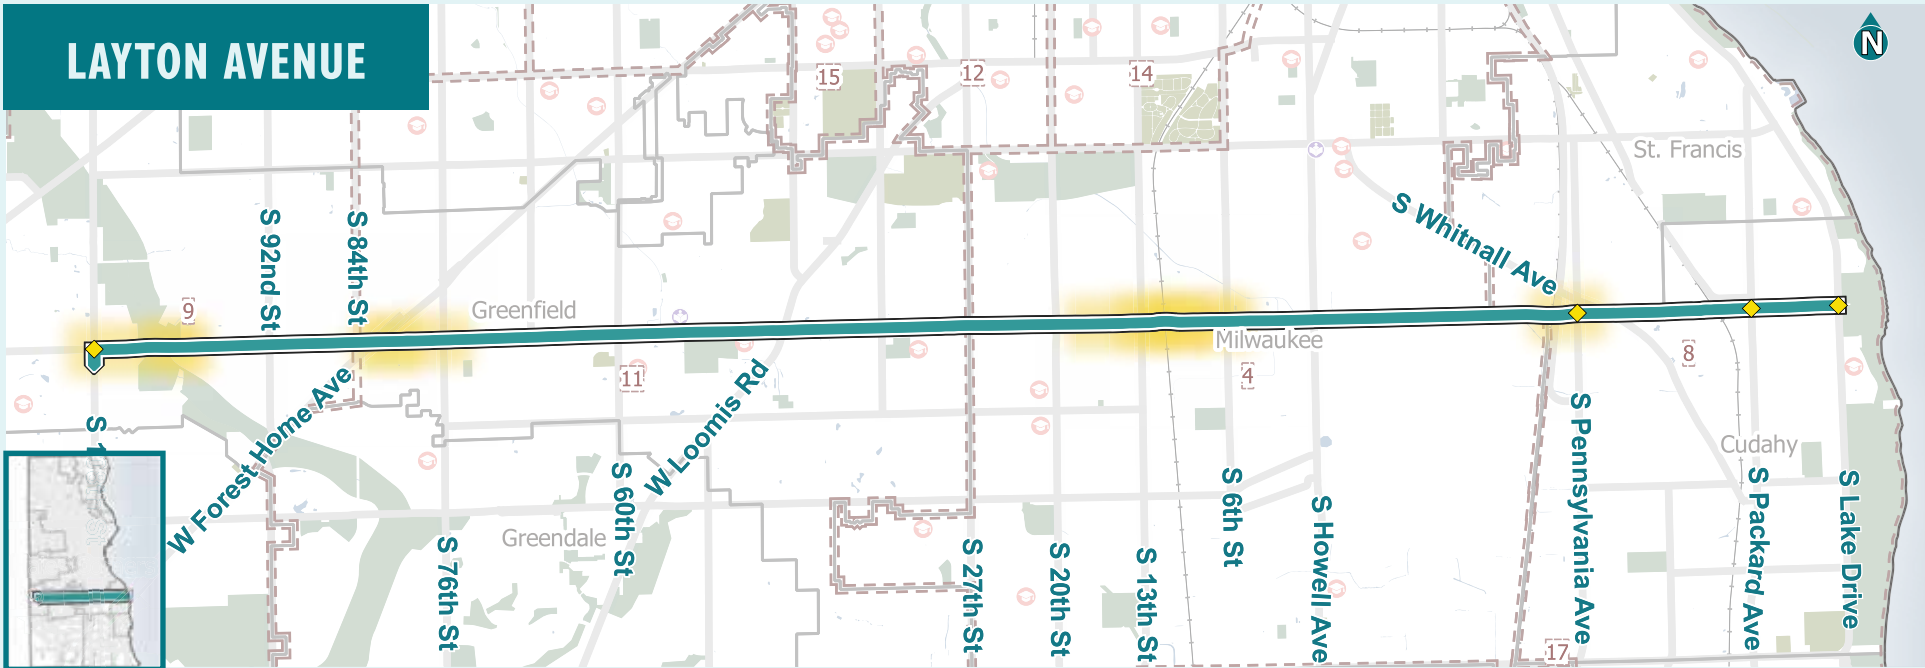 LAYTON AVENUE
N
15
12
14
St. Francis
S Whitnall Ave
S 92nd St
S 84th St
9
Greenfield
Milwaukee
8
11
4
W Forest Home Ave
W Loomis Rd
Cudahy
S Pennsylvania Ave
S Packard Ave
S Lake Drive
S 60th St
S 6th St
S Howell Ave
Greendale
S 76th St
S 27th St
S 20th St
S 13th St
17